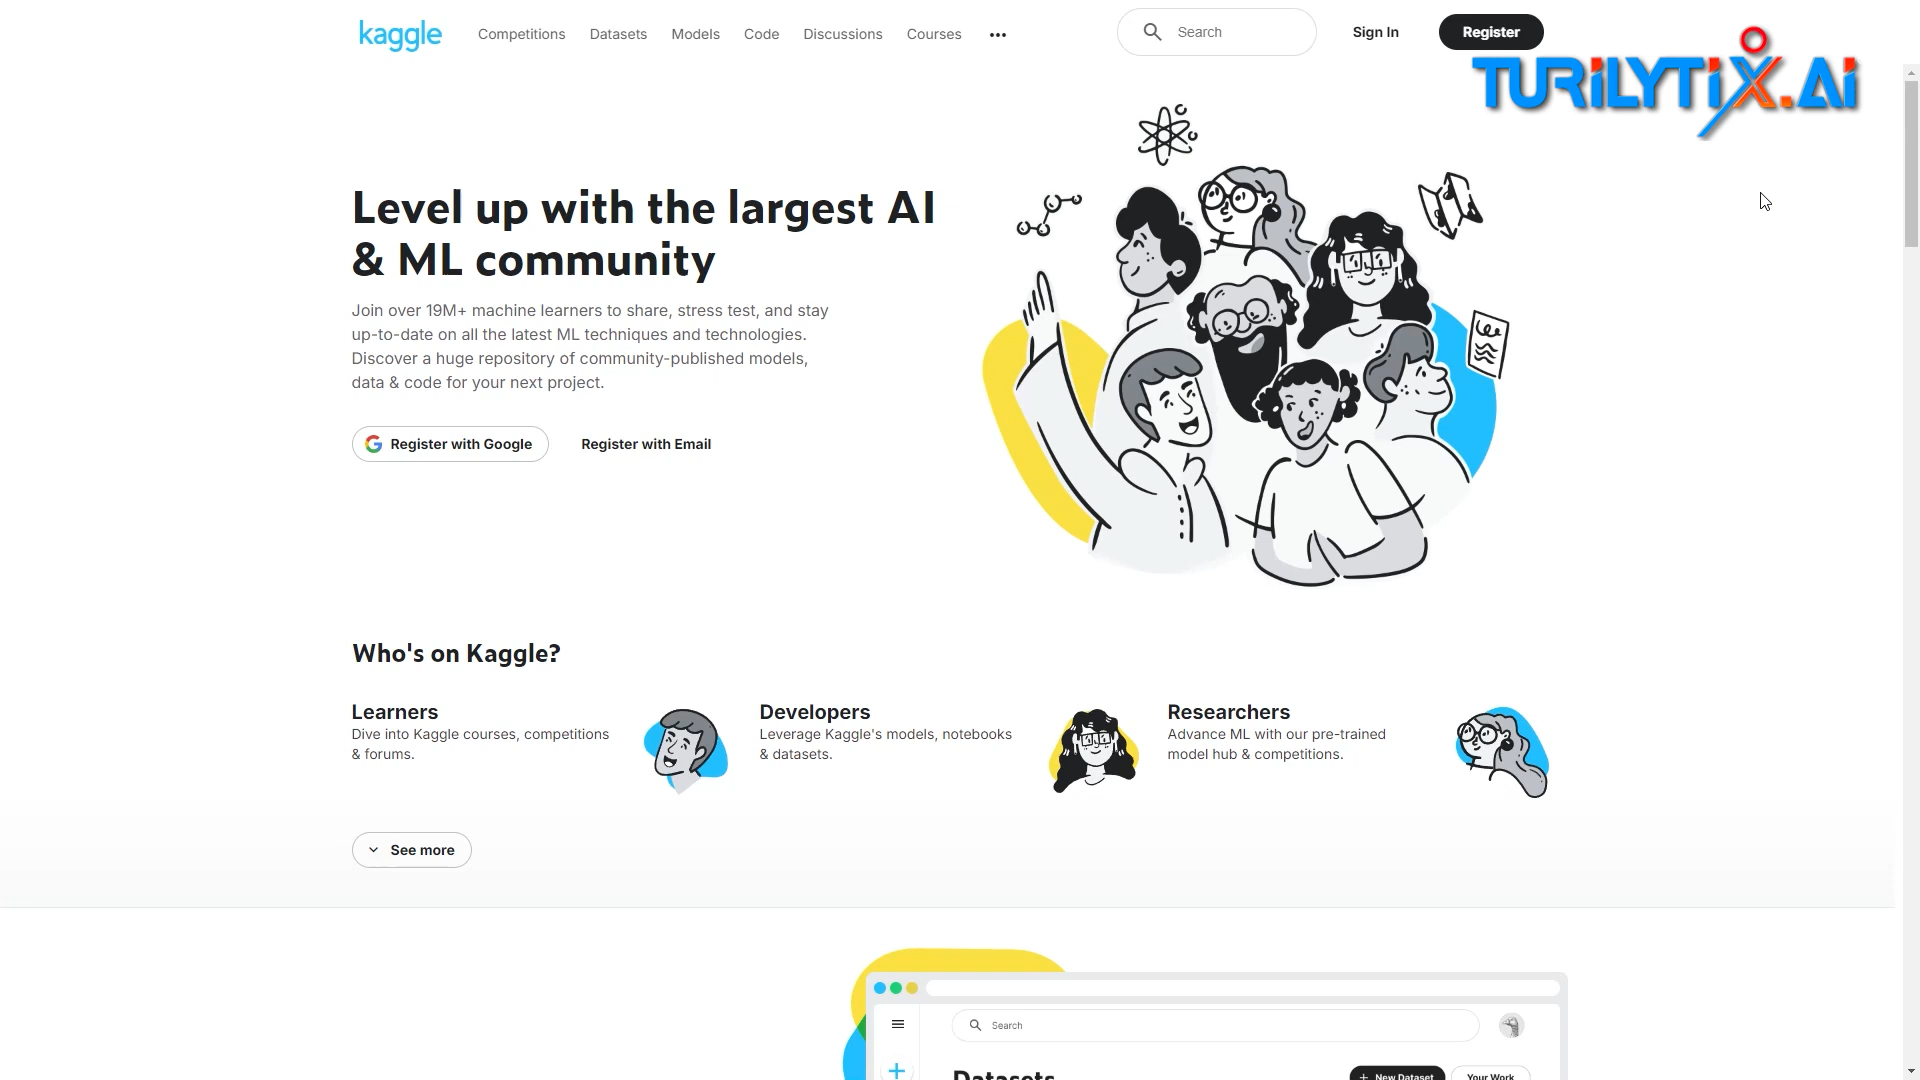 kaggle
Competitions
Datasets
Models
Code
Discussions
Courses
Search
Sign In
Register
TURiLYTiX.Ai
Level up with the largest AI
& ML community
Join over 19M+ machine learners to share, stress test, and stay
up-to-date on all the latest ML techniques and technologies.
Discover a huge repository of community-published models,
data & code for your next project.
Register with Google
Register with Email
Who's on Kaggle?
Learners
Dive into Kaggle courses, competitions
& forums.
Developers
Leverage Kaggle's models, notebooks
& datasets.
Researchers
Advance ML with our pre-trained
model hub & competitions.
See more
Search
Datasets
+ New Dataset
Your Work